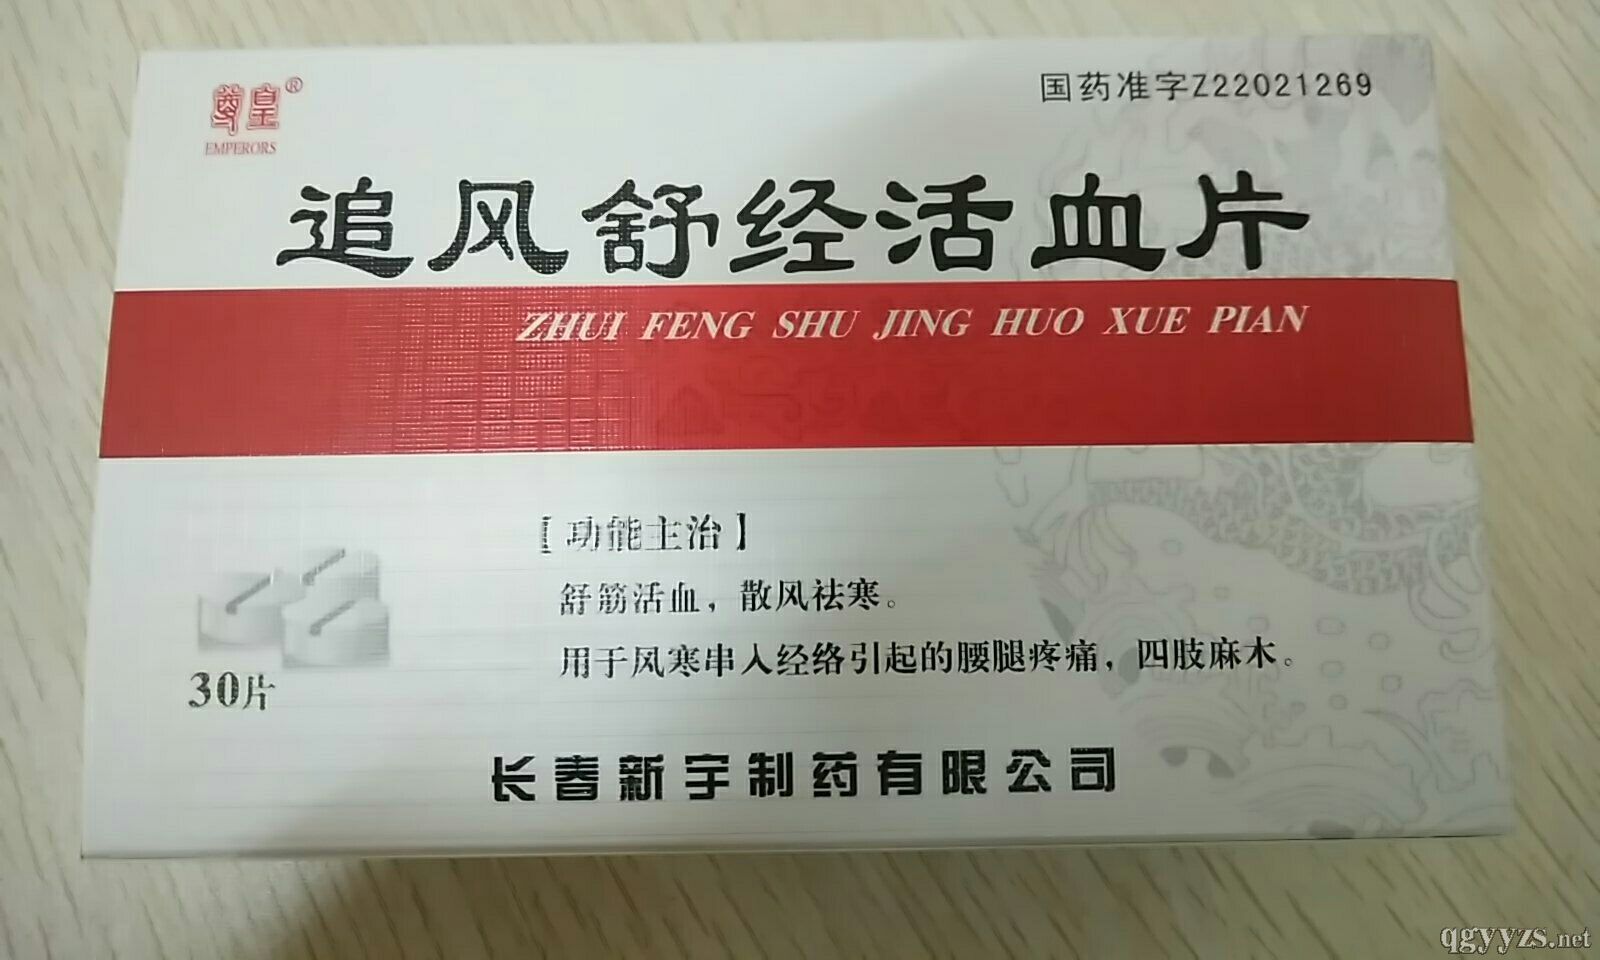 尊皇®
EMPERORS
国药准字Z22021269
追风舒经活血片
ZHUI FENG SHU JING HUO XUE PIAN
【功能主治】
舒筋活血，散风祛寒。
用于风寒串入经络引起的腰腿疼痛，四肢麻木。
30片
长春新宇制药有限公司
qgyyzs.net